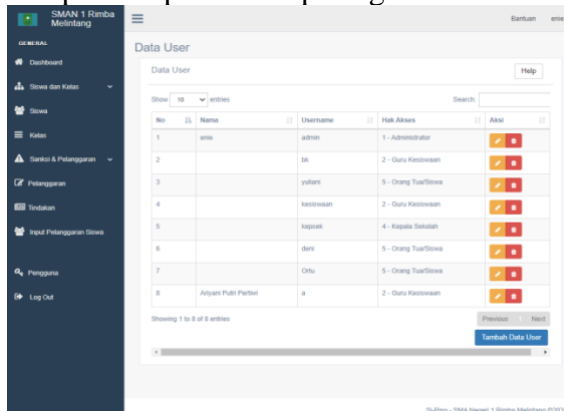 SMAN 1 Rimba
Melintang
Bantuan
GENERAL
Data User
Dashboard
Data User
Help
Siswa dan Kelas
Show 10 entries
Search:
Siswa
No Nama Username Hak Akses Aksi
Kelas
1 admin 1 - Administrator
Sanksi & Pelanggaran
2 bk 2 - Guru Kesiswaan
Pelanggaran
3 yuliani 5 - Orang Tua/Siswa
Tindakan
4 kesiswaan 2 - Guru Kesiswaan
Input Pelanggaran Siswa
5 kepsek 4 - Kepala Sekolah
6 deni 5 - Orang Tua/Siswa
Pengguna
7 Ortu 5 - Orang Tua/Siswa
Log Out
8 Ariyani Putri Pertiwi a 2 - Guru Kesiswaan
Showing 1 to 8 of 8 entries
Previous 1 Next
Tambah Data User